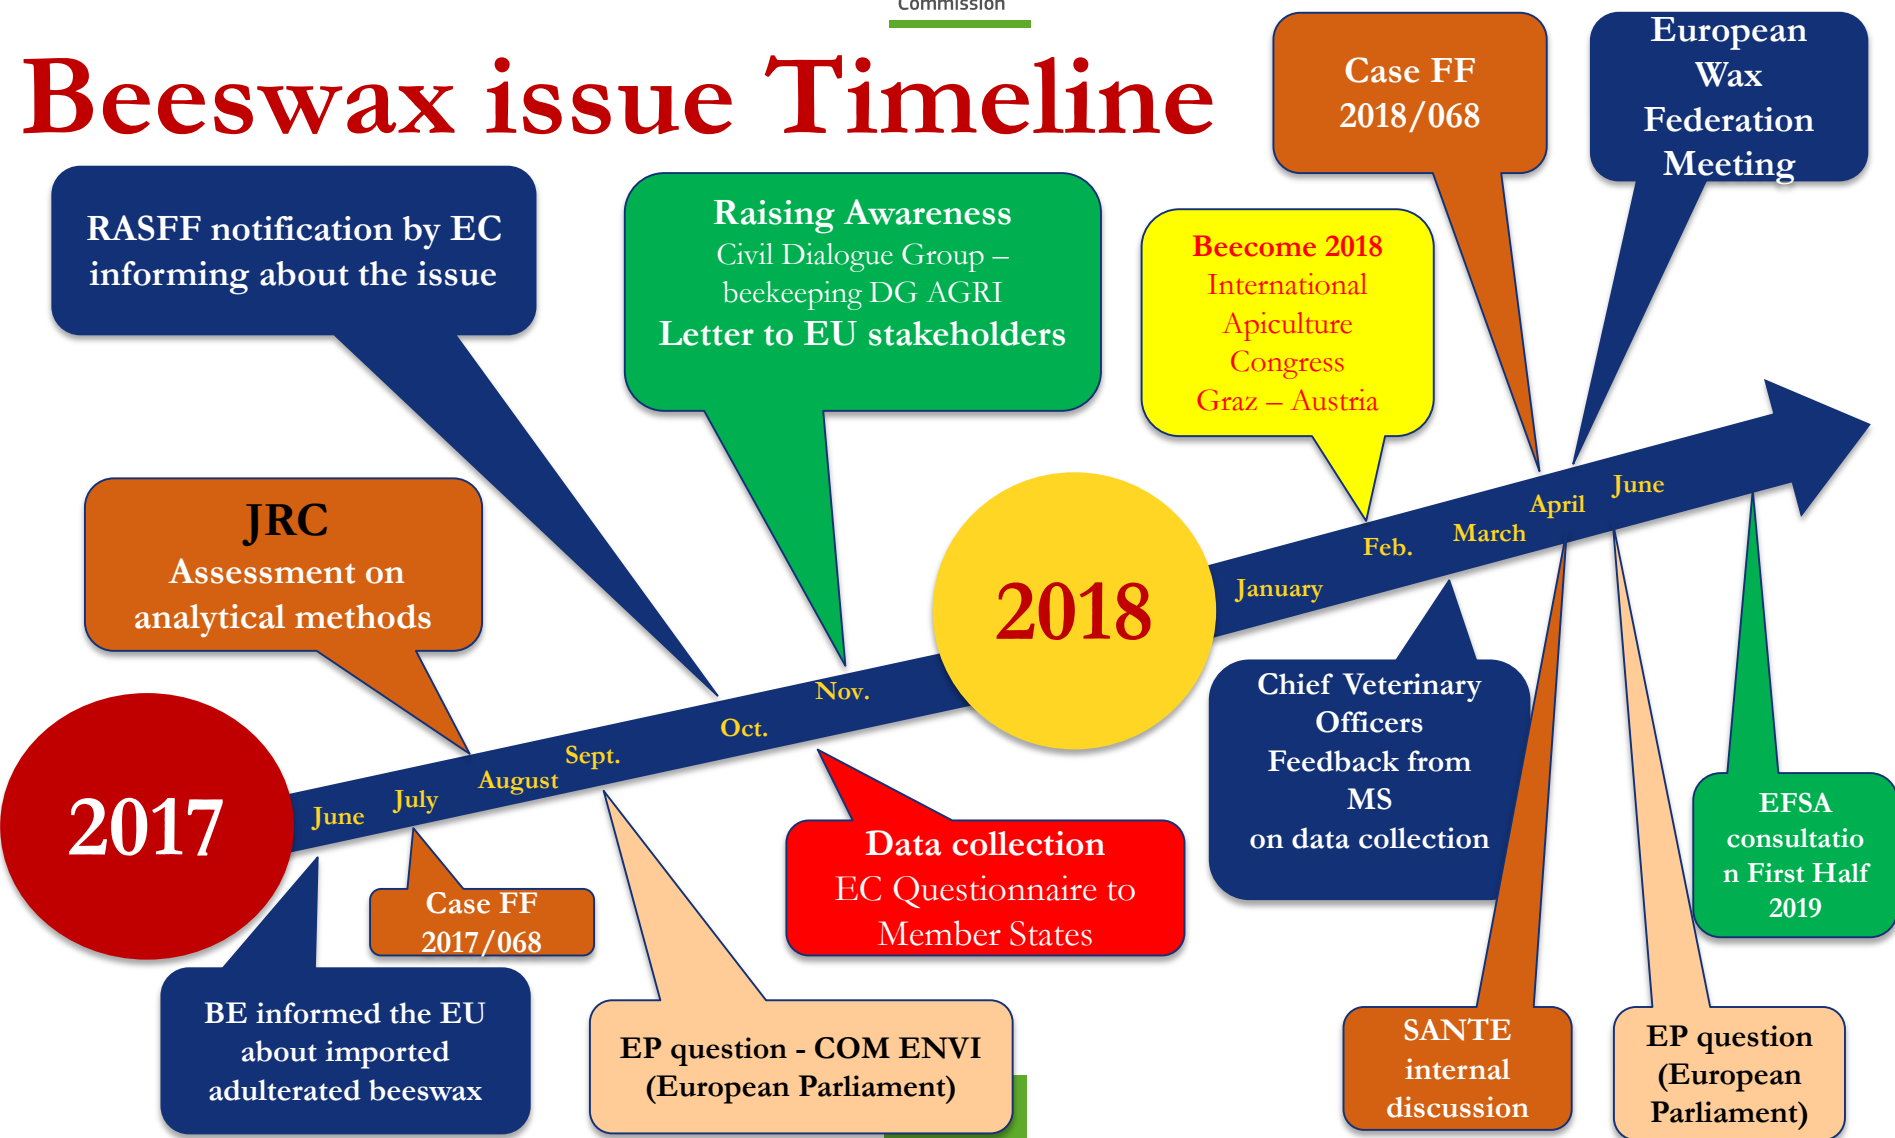 Commission
Beeswax issue Timeline
Case FF
2018/068
European
Wax
Federation
Meeting
RASFF notification by EC
informing about the issue
Raising Awareness
Civil Dialogue Group –
beekeeping DG AGRI
Letter to EU stakeholders
Beecome 2018
International
Apiculture
Congress
Graz – Austria
JRC
Assessment on
analytical methods
2017
June
July
August
Sept.
Oct.
Nov.
2018
January
Feb.
March
April
June
Case FF
2017/068
BE informed the EU
about imported
adulterated beeswax
EP question - COM ENVI
(European Parliament)
Data collection
EC Questionnaire to
Member States
Chief Veterinary
Officers
Feedback from
MS
on data collection
SANTE
internal
discussion
EP question
(European
Parliament)
EFSA
consultatio
n First Half
2019